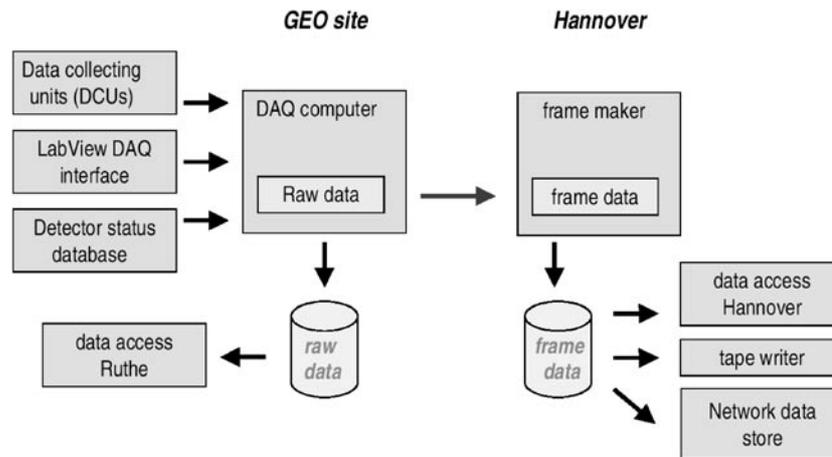 GEO site
Hannover
Data collecting
units (DCUs)
LabView DAQ
interface
Detector status
database
DAQ computer
Raw data
frame maker
frame data
data access
Ruthe
raw
data
frame
data
data access
Hannover
tape writer
Network data
store